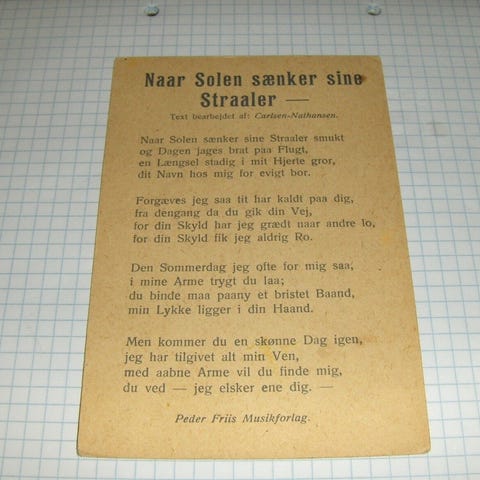 Naar Solen sænker sine
Straaler —
Text bearbejdet af: Carlsen-Nathansen.
Naar Solen sænker sine Straaler smukt
og Dagen jages brat paa Flugt,
en Længsel stadig i mit Hjerte gror,
dit Navn hos mig for evigt bor.
Forgæves jeg saa tit har kaldt paa dig,
fra dengang da du gik din Vej,
for din Skyld har jeg grædt naar andre lo,
for din Skyld fik jeg aldrig Ro.
Den Sommerdag jeg ofte for mig saa,
i mine Arme trygt du laa;
du binde maa paany et bristet Baand,
min Lykke ligger i din Haand.
Men kommer du en skønne Dag igen,
jeg har tilgivet alt min Ven,
med aabne Arme vil du finde mig,
du ved — jeg elsker ene dig. —
Peder Friis Musikforlag.